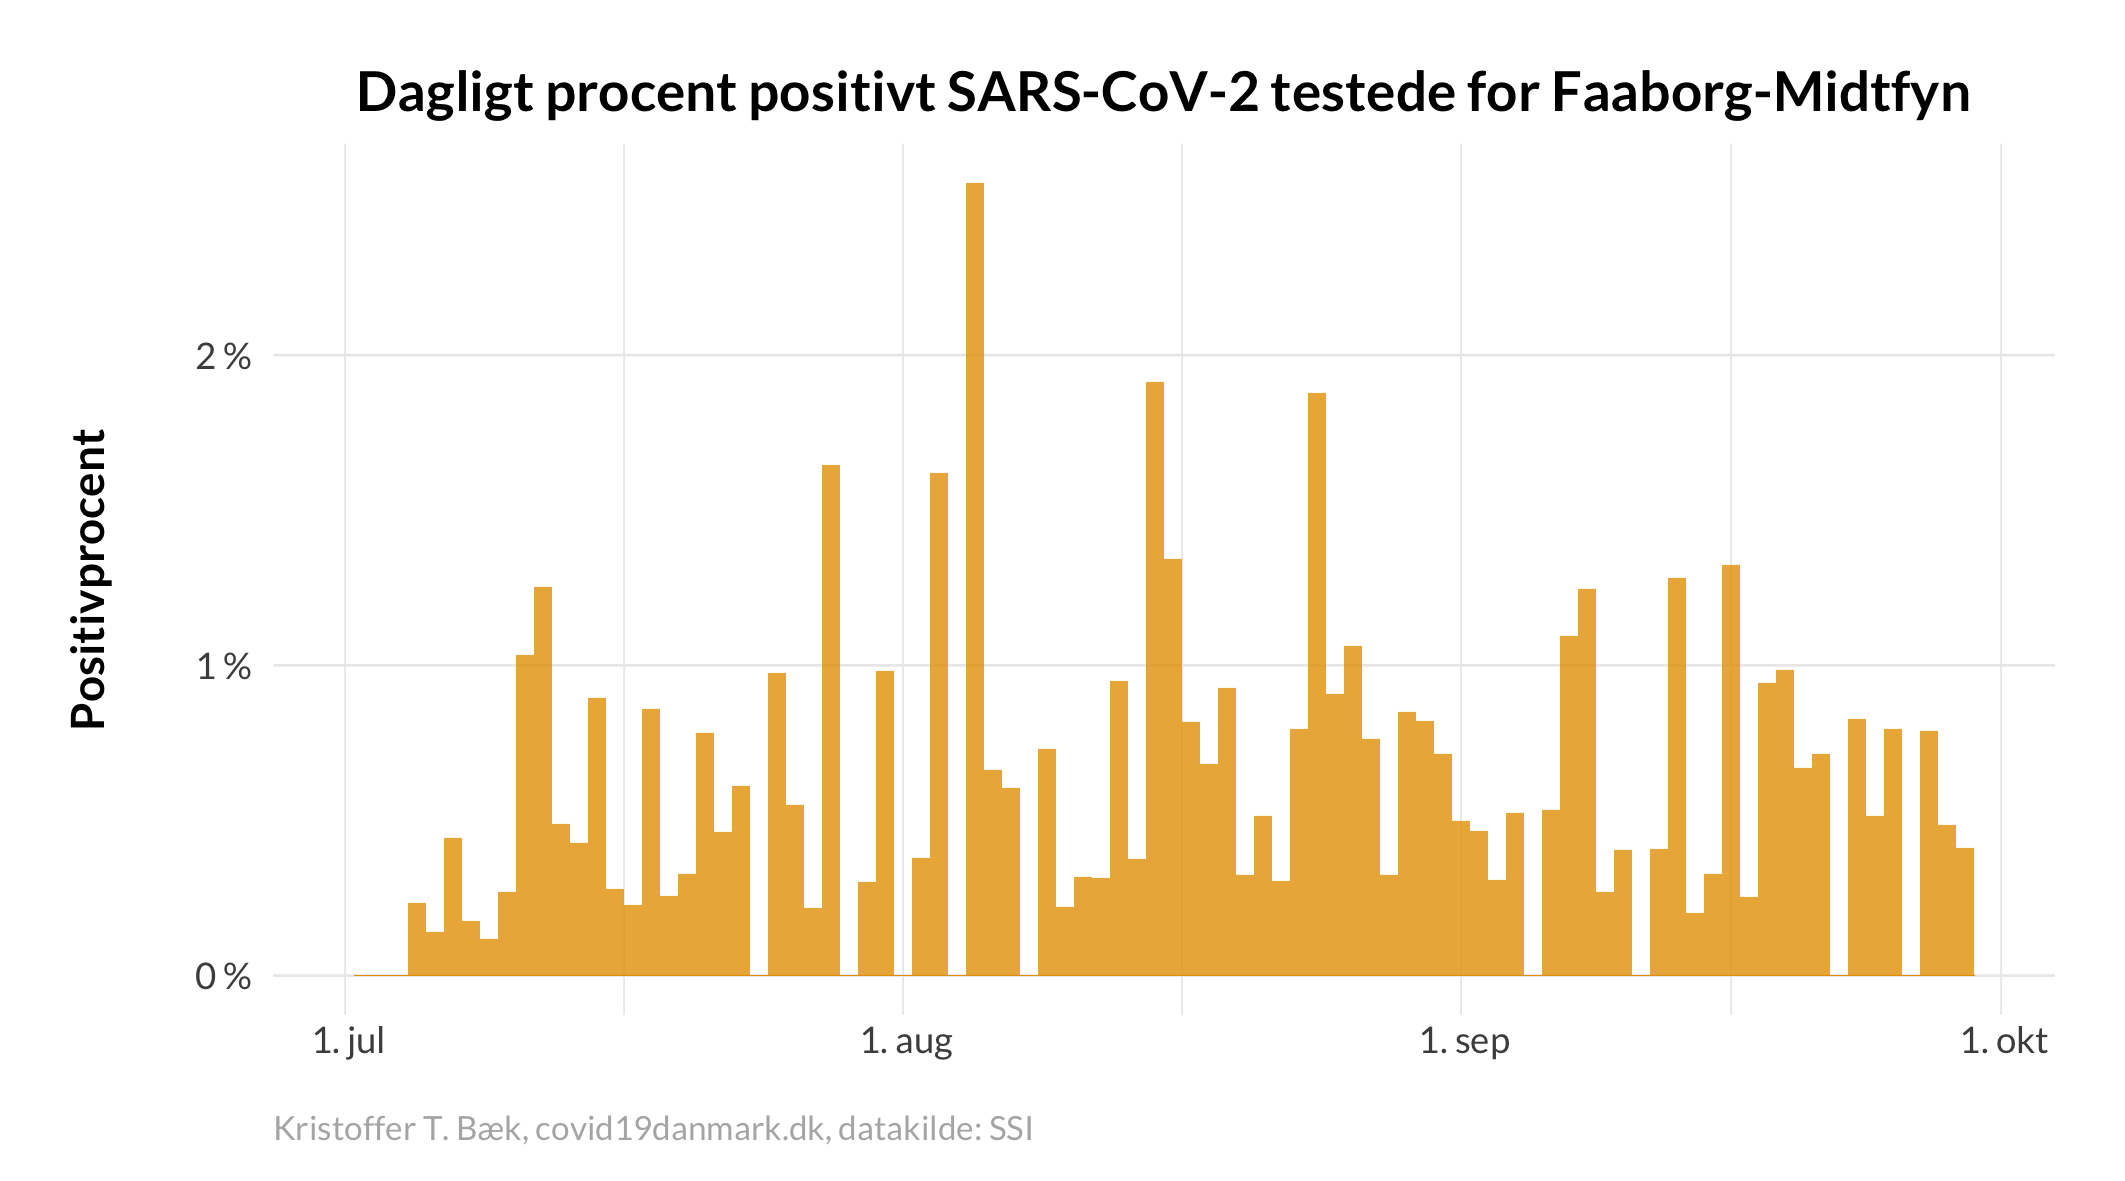 Dagligt procent positivt SARS-CoV-2 testede for Faaborg-Midtfyn
Positivprocent
2 %
1 %
0 %
1. jul
1. aug
1. sep
1. okt
Kristoffer T. Bæk, covid19danmark.dk, datakilde: SSI